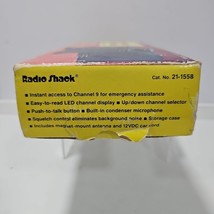 Radio Shack
Cat. No. 21-1558
• Instant access to Channel 9 for emergency assistance
• Easy-to-read LED channel display • Up/down channel selector
• Push-to-talk button • Built-in condenser microphone
• Squelch control eliminates background noise • Storage case
• Includes magnet-mount antenna and 12VDC car cord